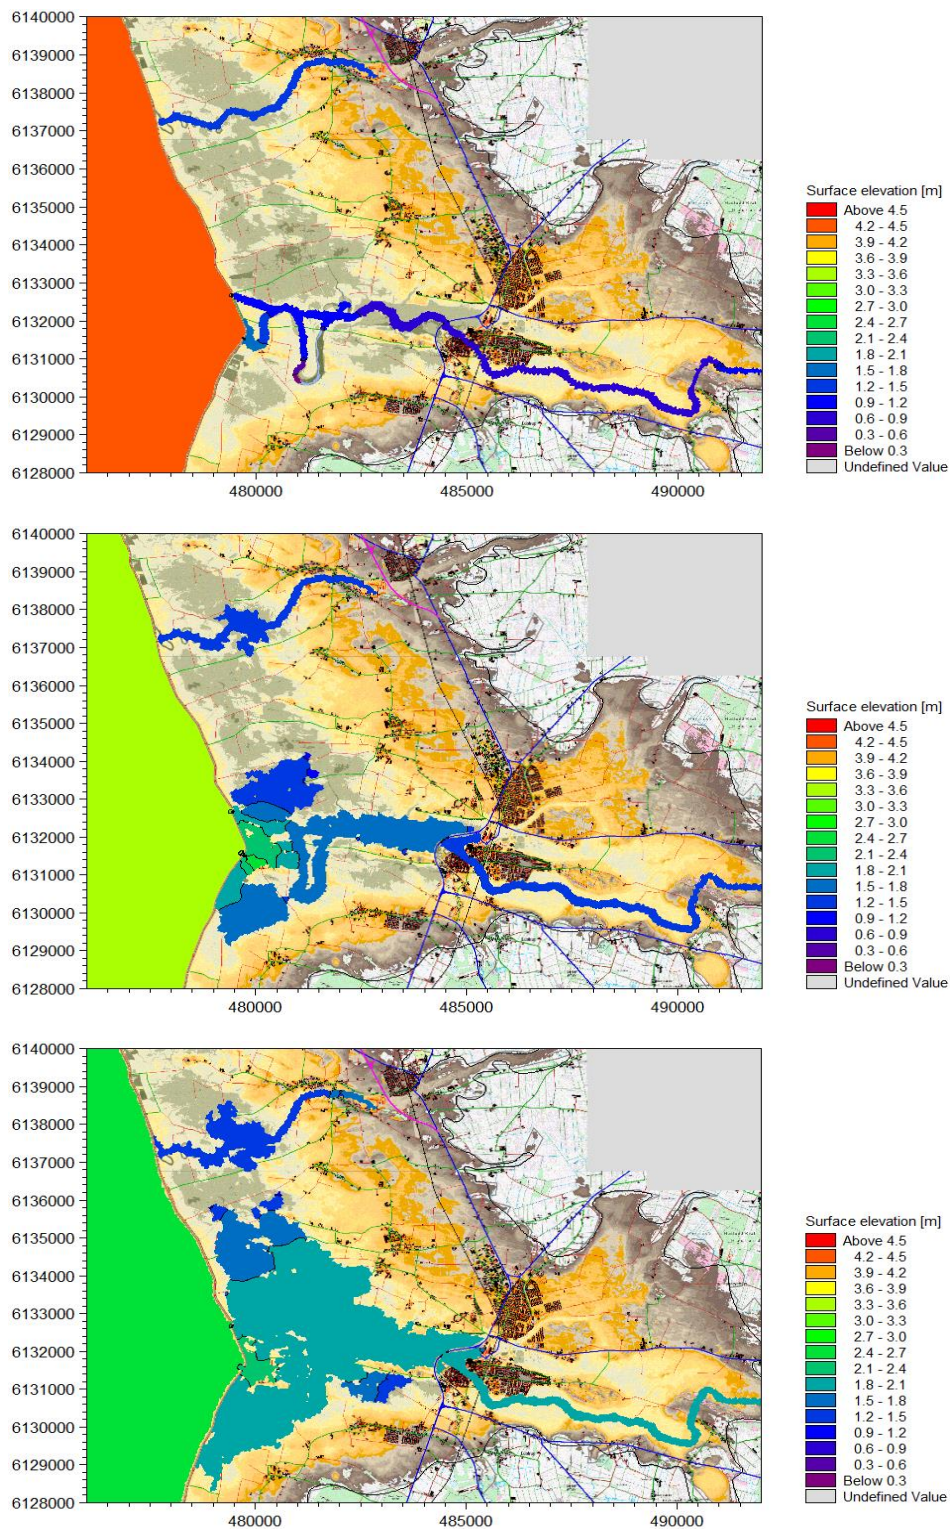 6140000
6139000
6138000
6137000
6136000
6135000
6134000
6133000
6132000
6131000
6130000
6129000
6128000
480000 485000 490000
Surface elevation [m]
Above 4.5
4.2 - 4.5
3.9 - 4.2
3.6 - 3.9
3.3 - 3.6
3.0 - 3.3
2.7 - 3.0
2.4 - 2.7
2.1 - 2.4
1.8 - 2.1
1.5 - 1.8
1.2 - 1.5
0.9 - 1.2
0.6 - 0.9
0.3 - 0.6
Below 0.3
Undefined Value
6140000
6139000
6138000
6137000
6136000
6135000
6134000
6133000
6132000
6131000
6130000
6129000
6128000
480000 485000 490000
Surface elevation [m]
Above 4.5
4.2 - 4.5
3.9 - 4.2
3.6 - 3.9
3.3 - 3.6
3.0 - 3.3
2.7 - 3.0
2.4 - 2.7
2.1 - 2.4
1.8 - 2.1
1.5 - 1.8
1.2 - 1.5
0.9 - 1.2
0.6 - 0.9
0.3 - 0.6
Below 0.3
Undefined Value
6140000
6139000
6138000
6137000
6136000
6135000
6134000
6133000
6132000
6131000
6130000
6129000
6128000
480000 485000 490000
Surface elevation [m]
Above 4.5
4.2 - 4.5
3.9 - 4.2
3.6 - 3.9
3.3 - 3.6
3.0 - 3.3
2.7 - 3.0
2.4 - 2.7
2.1 - 2.4
1.8 - 2.1
1.5 - 1.8
1.2 - 1.5
0.9 - 1.2
0.6 - 0.9
0.3 - 0.6
Below 0.3
Undefined Value